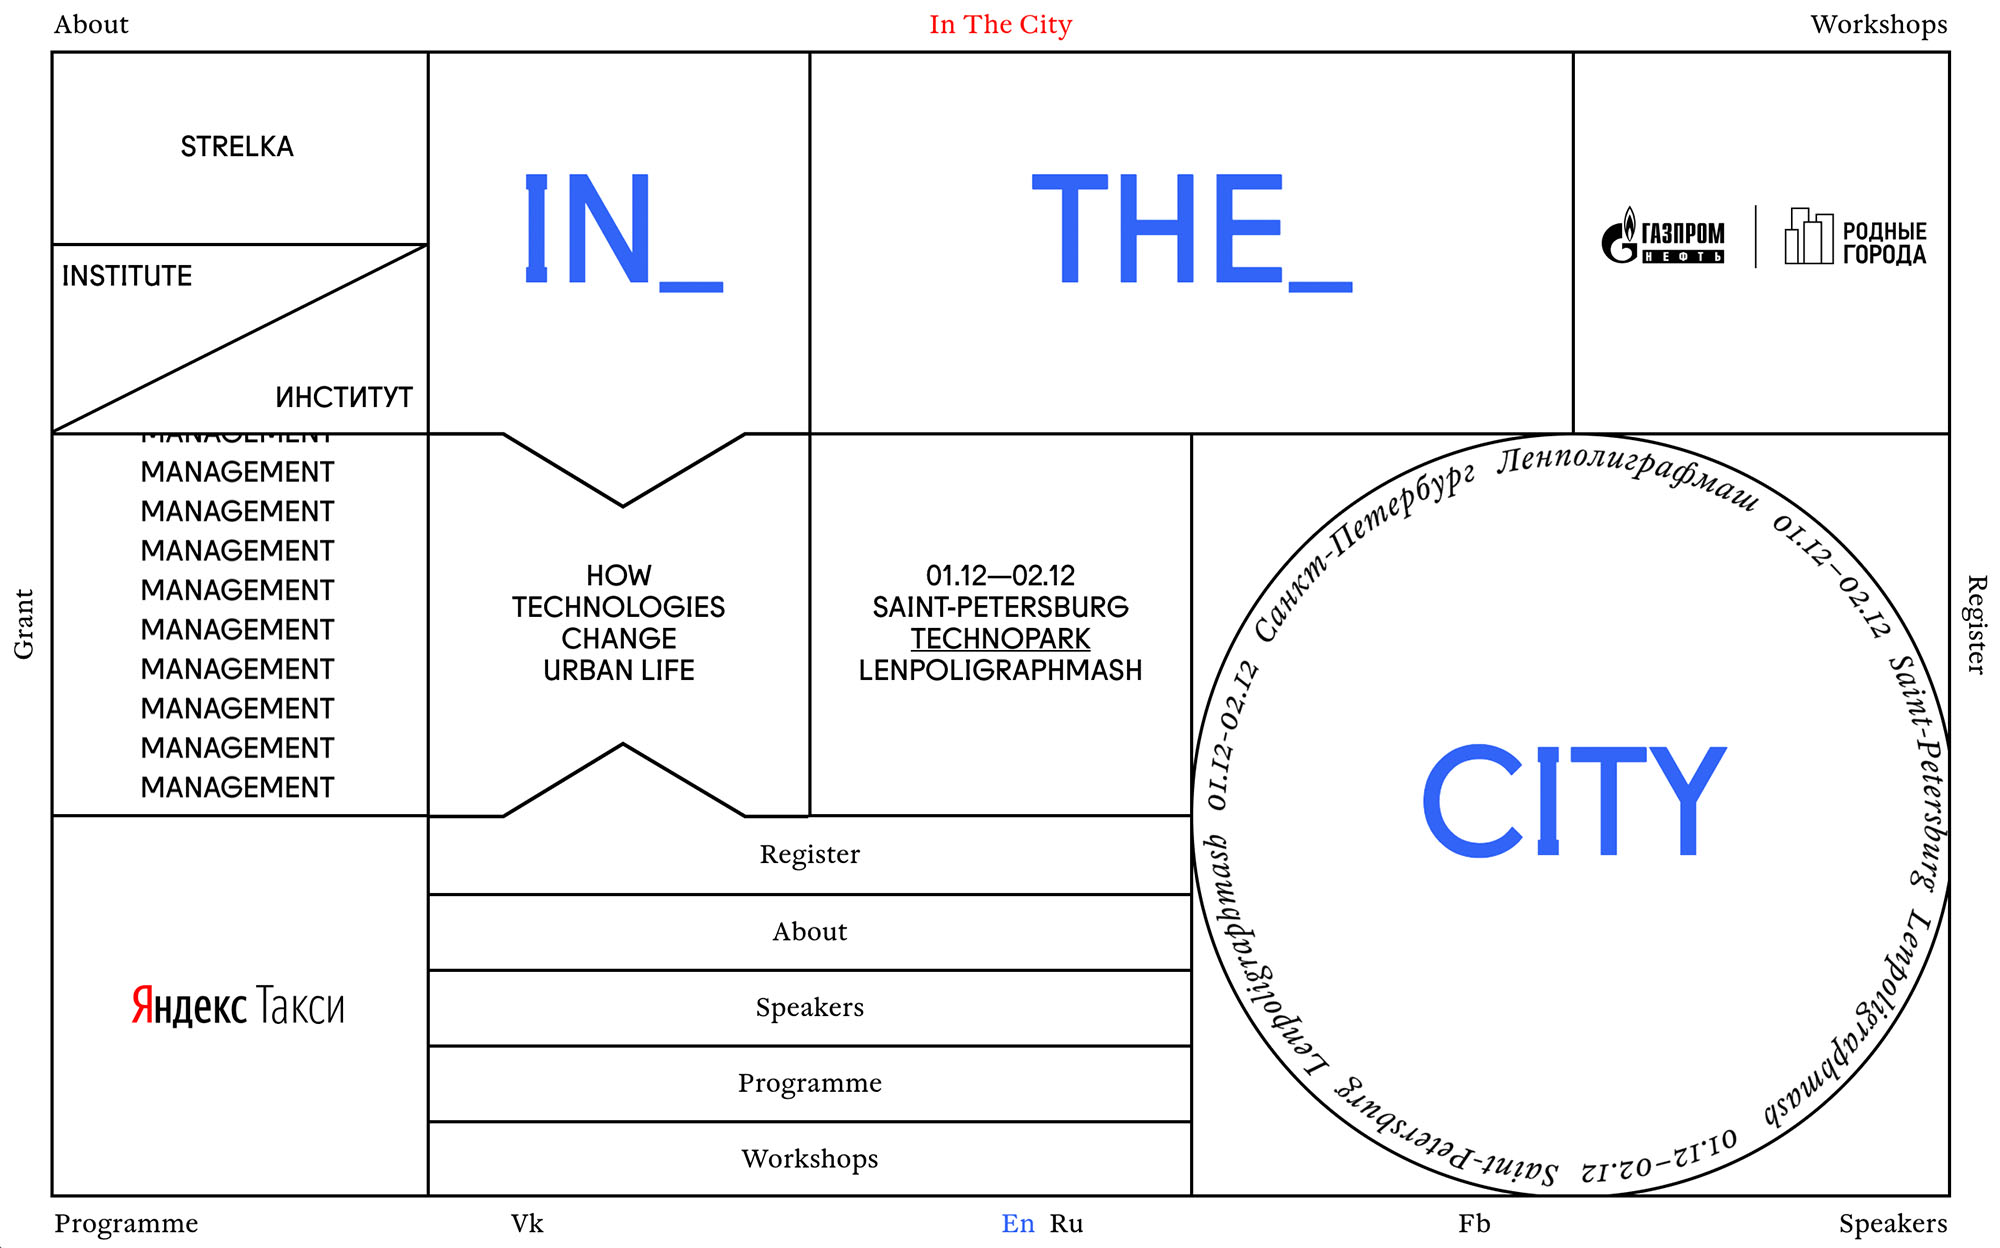 About
In The City
Workshops
STRELKA
INSTITUTE
ИНСТИТУТ
IN_
THE_
ГАЗПРОМ
НЕФТЬ
РОДНЫЕ
ГОРОДА
Grant
MANAGEMENT
MANAGEMENT
MANAGEMENT
MANAGEMENT
MANAGEMENT
MANAGEMENT
MANAGEMENT
MANAGEMENT
MANAGEMENT
MANAGEMENT
HOW
TECHNOLOGIES
CHANGE
URBAN LIFE
01.12—02.12
SAINT-PETERSBURG
TECHNOPARK
LENPOLIGRAPHMASH
01.12-02.12 Санкт-Петербург Ленполиграфмаш 01.12-02.12 Saint-Petersburg Lenpoligraphmash 01.12-02.12 Saint-Petersburg Lenpoligraphmash
CITY
Register
Яндекс Такси
Register
About
Speakers
Programme
Workshops
Programme
Vk
En Ru
Fb
Speakers